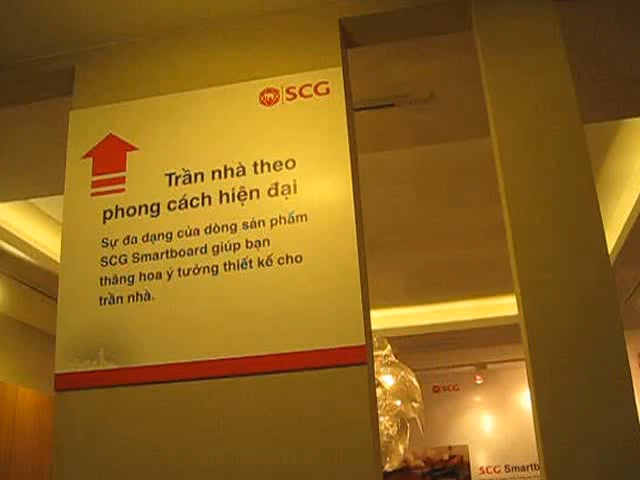 SCG
Trần nhà theo
phong cách hiện đại
Sự đa dạng của dòng sản phẩm
SCG Smartboard giúp bạn
thăng hoa ý tưởng thiết kế cho
trần nhà.
SCG
SCG Smartb